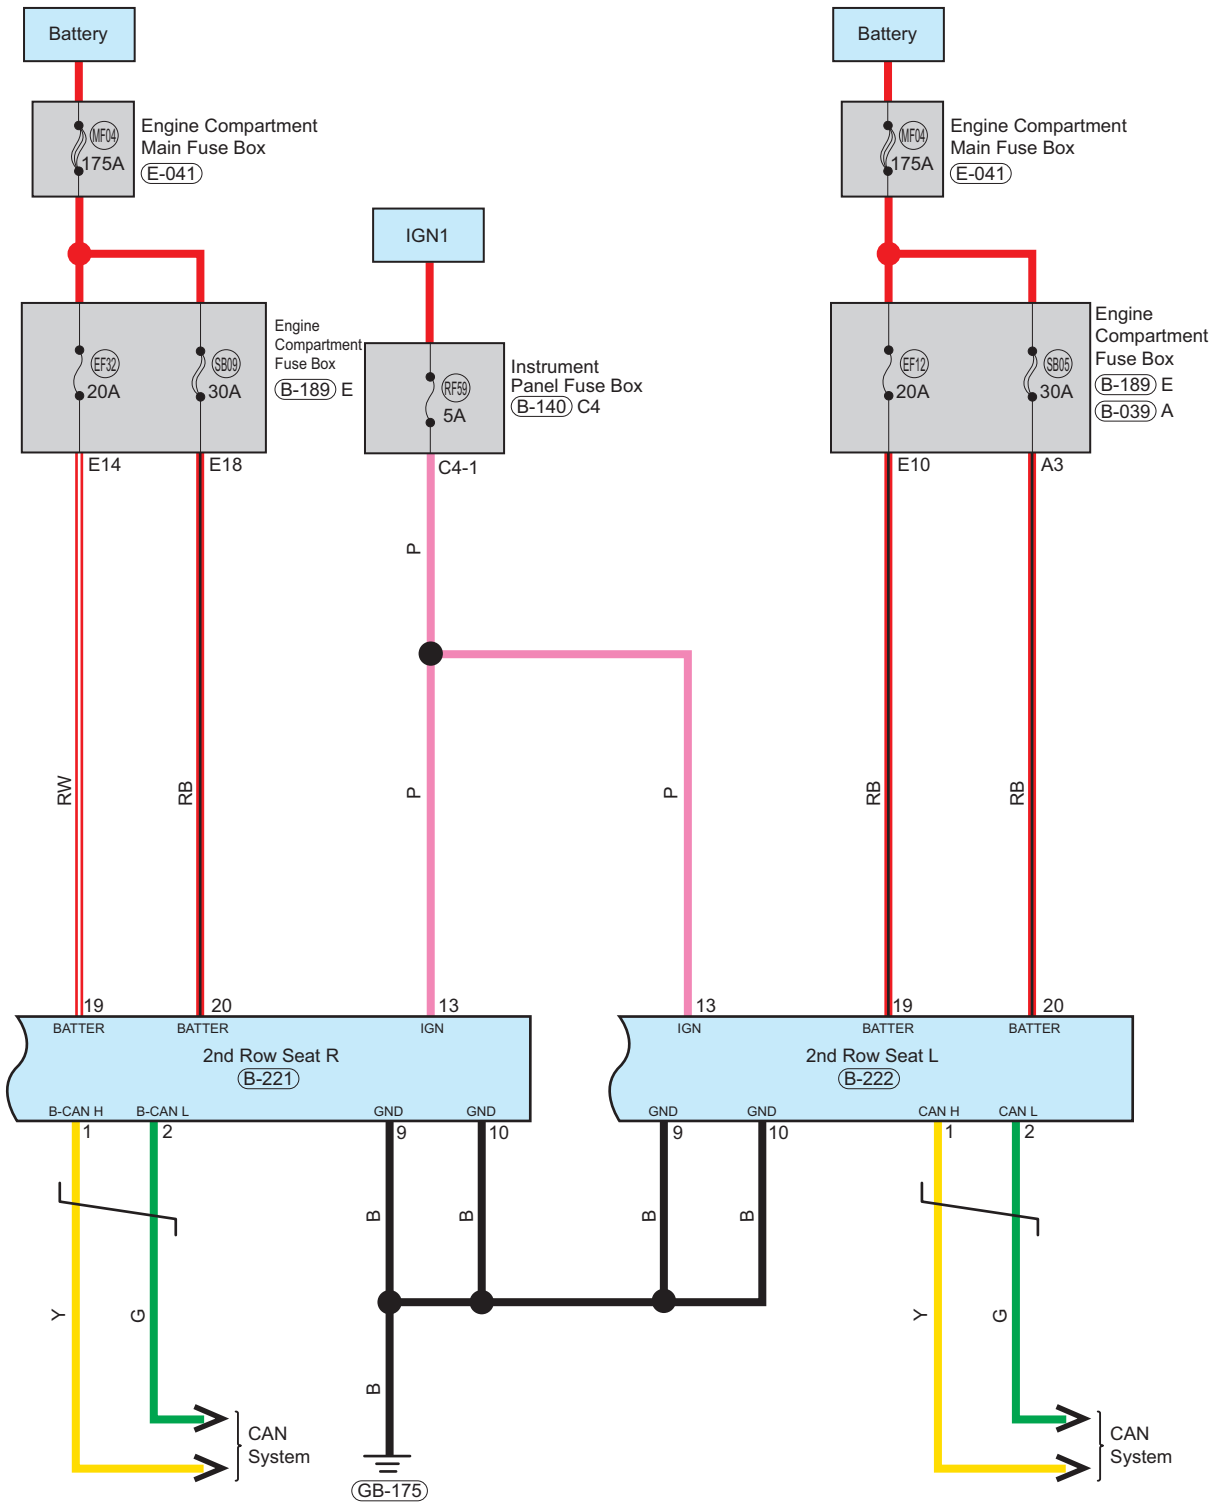 Battery
Battery
MF04
175A
Engine Compartment
Main Fuse Box
E-041
MF04
175A
Engine Compartment
Main Fuse Box
E-041
IGN1
EF32
20A
SB09
30A
Engine
Compartment
Fuse Box
B-189 E
RF59
5A
Instrument
Panel Fuse Box
B-140 C4
EF12
20A
SB05
30A
Engine
Compartment
Fuse Box
B-189 E
B-039 A
E14
E18
C4-1
E10
A3
P
RW
RB
P
P
RB
RB
19
20
13
13
19
20
BATTER
BATTER
IGN
IGN
BATTER
BATTER
2nd Row Seat R
B-221
2nd Row Seat L
B-222
B-CAN H
B-CAN L
GND
GND
GND
GND
CAN H
CAN L
1
2
9
10
9
10
1
2
B
B
B
B
Y
G
Y
G
B
CAN
System
CAN
System
GB-175